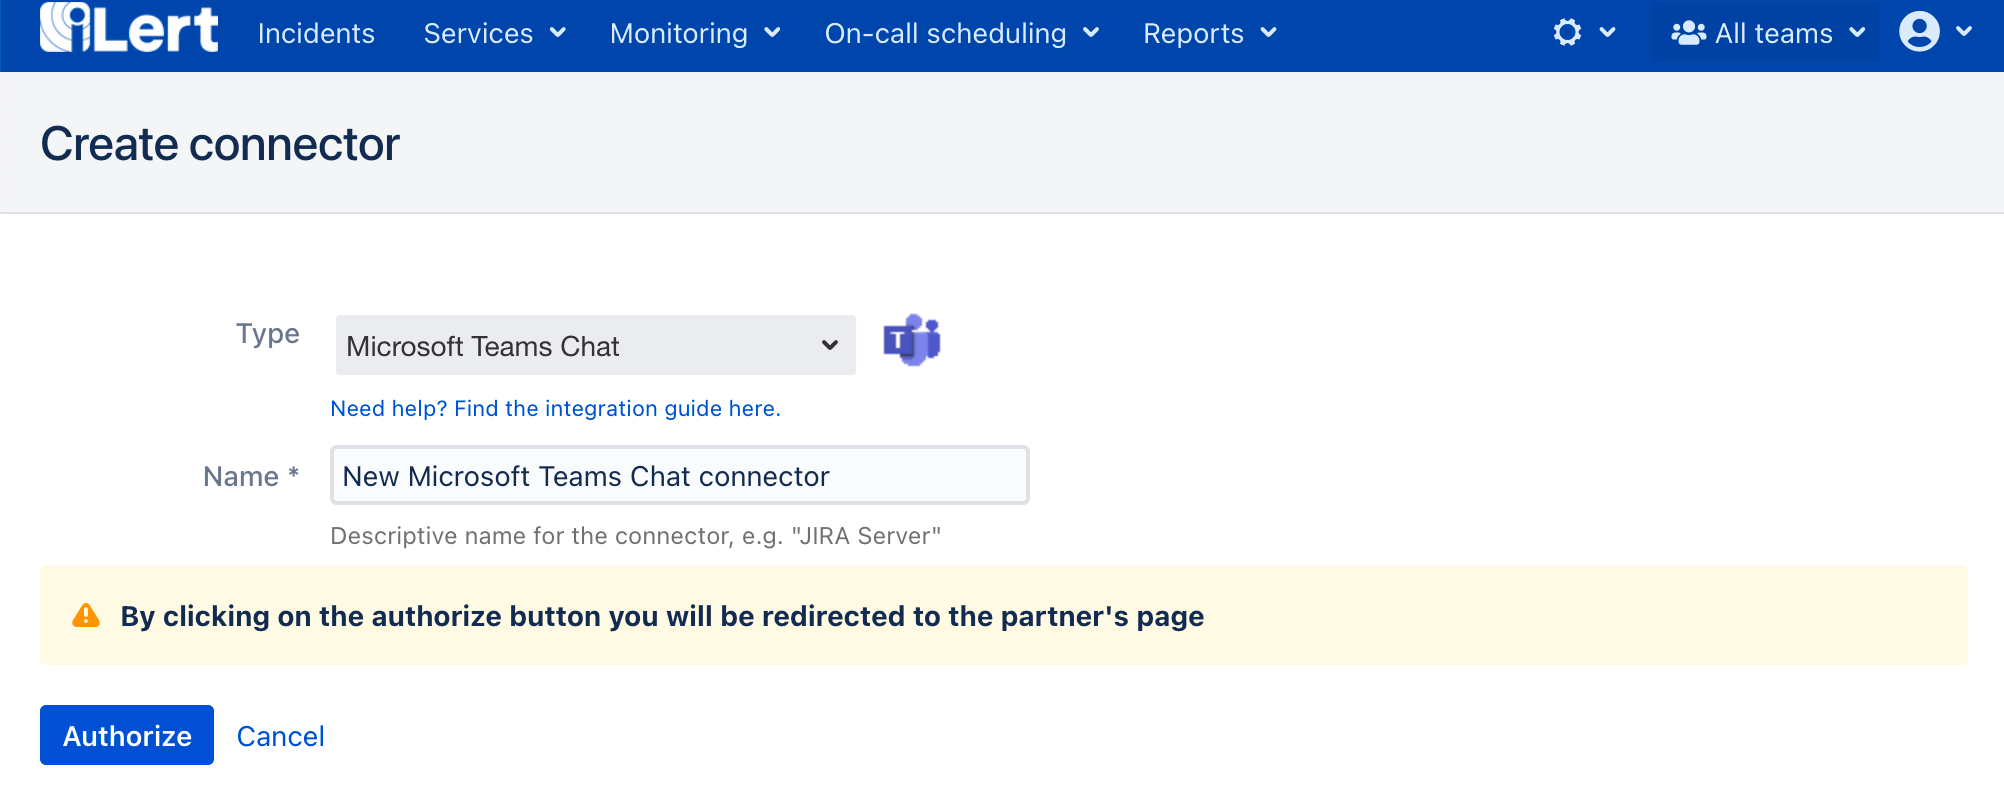 iLert Incidents Services Monitoring On-call scheduling Reports All teams
Create connector
Type Microsoft Teams Chat T
Need help? Find the integration guide here.
Name * New Microsoft Teams Chat connector
Descriptive name for the connector, e.g. "JIRA Server"
By clicking on the authorize button you will be redirected to the partner's page
Authorize Cancel